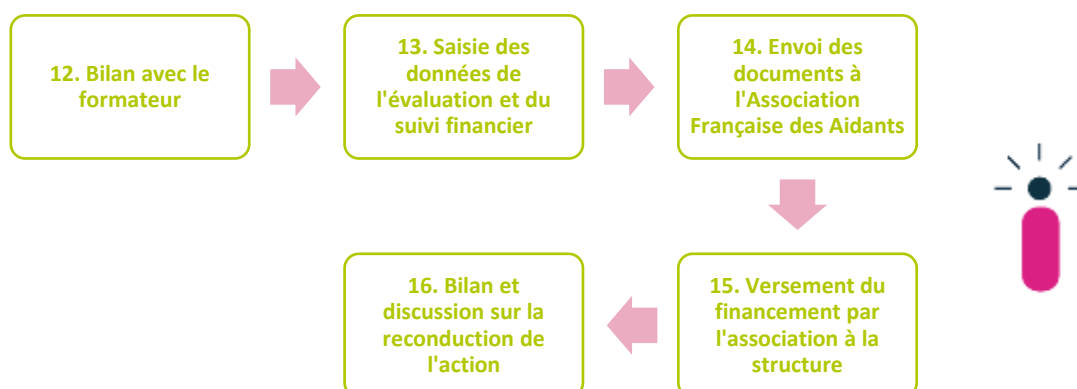 12. Bilan avec le
formateur
13. Saisie des
données de
l'évaluation et du
suivi financier
14. Envoi des
documents à
l'Association
Française des Aidants
15. Versement du
financement par
l'association à la
structure
16. Bilan et
discussion sur la
reconduction de
l'action